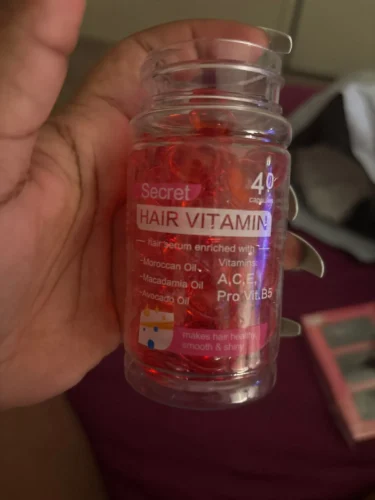 Secret
40
capsules
HAIR VITAMIN
Hair serum enriched with
Moroccan Oil
Macadamia Oil
Avocado Oil
Vitamins
A,C,E,
Pro Vit.B5
makes hair healthy,
smooth & shiny